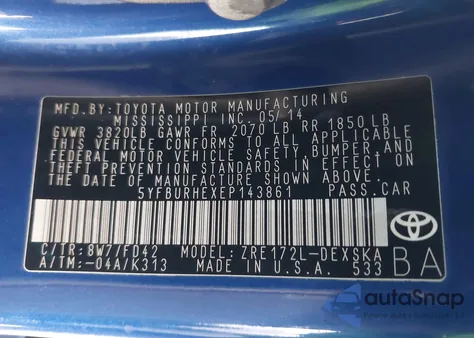 MFD.BY:TOYOTA MOTOR MANUFACTURING
MISSISSIPPI INC. 05/14
GVWR 3820LB GAWR FR 2070 LB RR 1850 LB
THIS VEHICLE CONFORMS TO ALL APPLICABLE
FEDERAL MOTOR VEHICLE SAFETY, BUMPER, AND
THEFT PREVENTION STANDARDS IN EFFECT ON
THE DATE OF MANUFACTURE SHOWN ABOVE.
5YFBURHEXEP143861 PASS.CAR
TOYOTA
C/TR:8W7/FD42 MODEL:ZRE172L-DEXSKA
A/TM:-04A/K313 MADE IN U.S.A. 533
BA
autoSnap